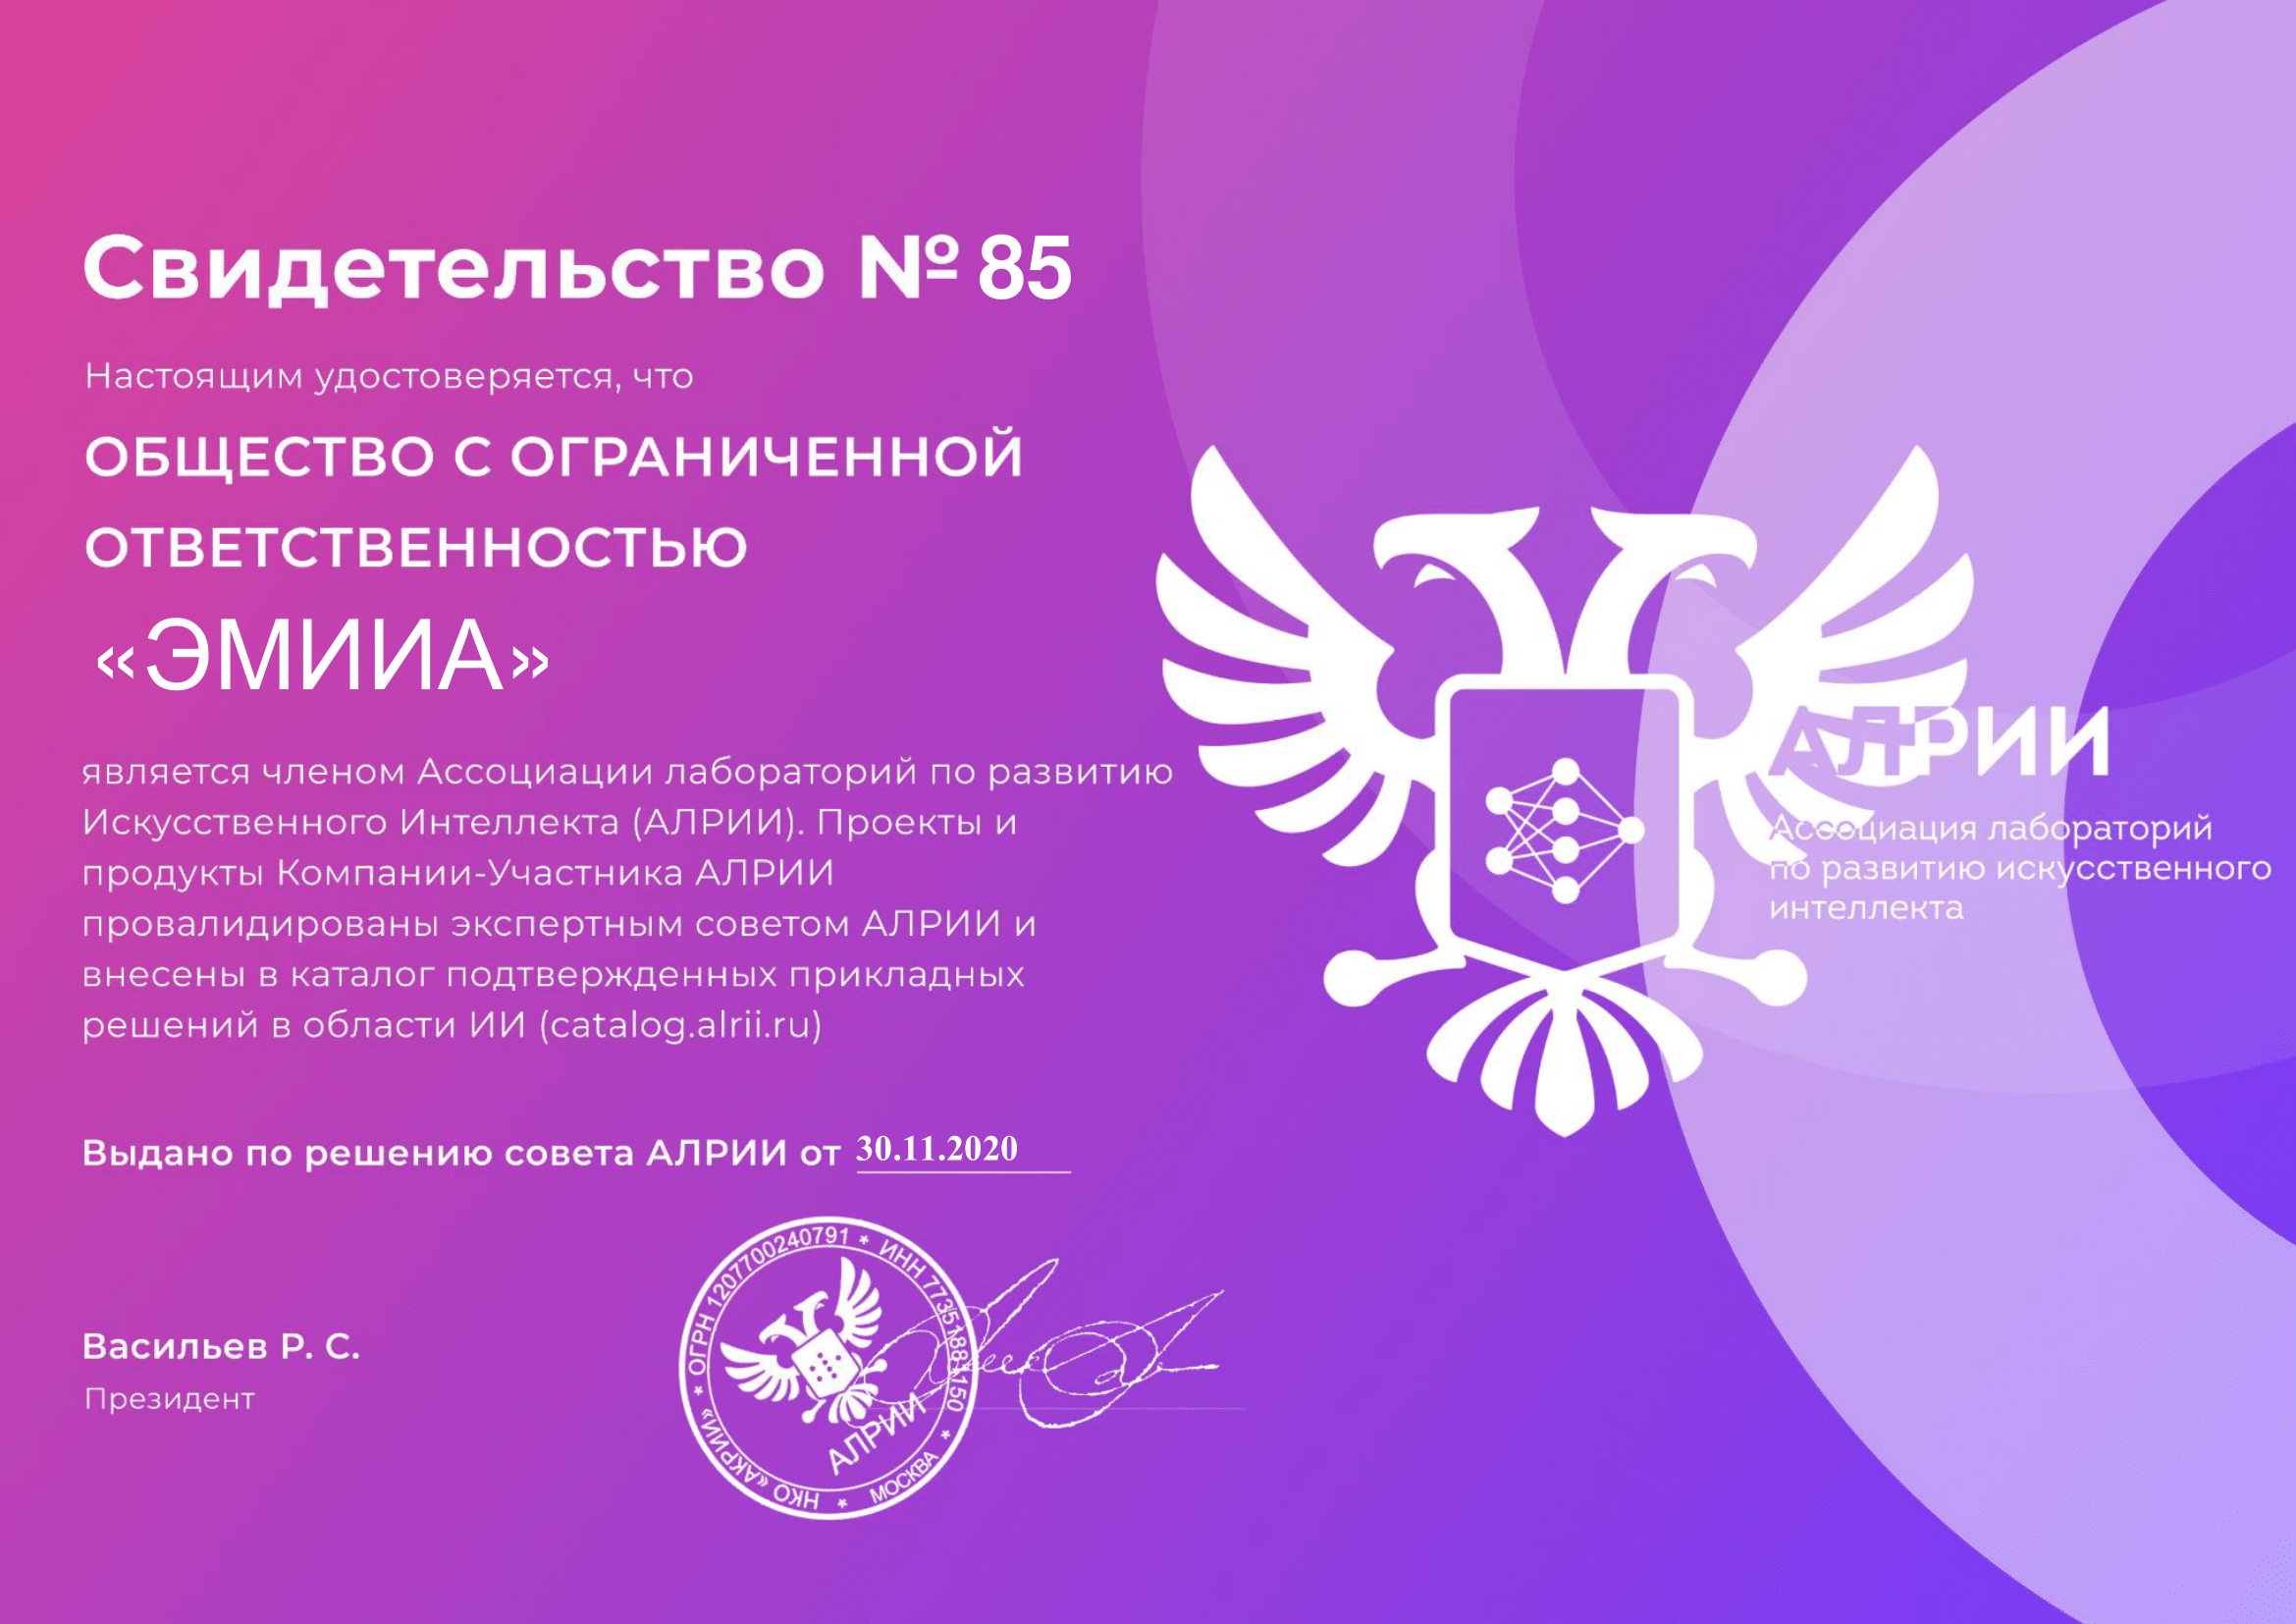 Свидетельство № 85
Настоящим удостоверяется, что
ОБЩЕСТВО С ОГРАНИЧЕННОЙ
ОТВЕТСТВЕННОСТЬЮ
«ЭМИИА»
является членом Ассоциации лабораторий по развитию
Искусственного Интеллекта (АЛРИИ). Проекты и
продукты Компании-Участника АЛРИИ
провалидированы экспертным советом АЛРИИ и
внесены в каталог подтвержденных прикладных
решений в области ИИ (catalog.alrii.ru)
Выдано по решению совета АЛРИИ от 30.11.2020
Васильев Р. С.
Президент
АЛРИИ
Ассоциация лабораторий
по развитию искусственного
интеллекта
НКО «АКРИИ» * ОГРН 1207700240791 * ИНН 7735188150 * МОСКВА *
АЛРИИ